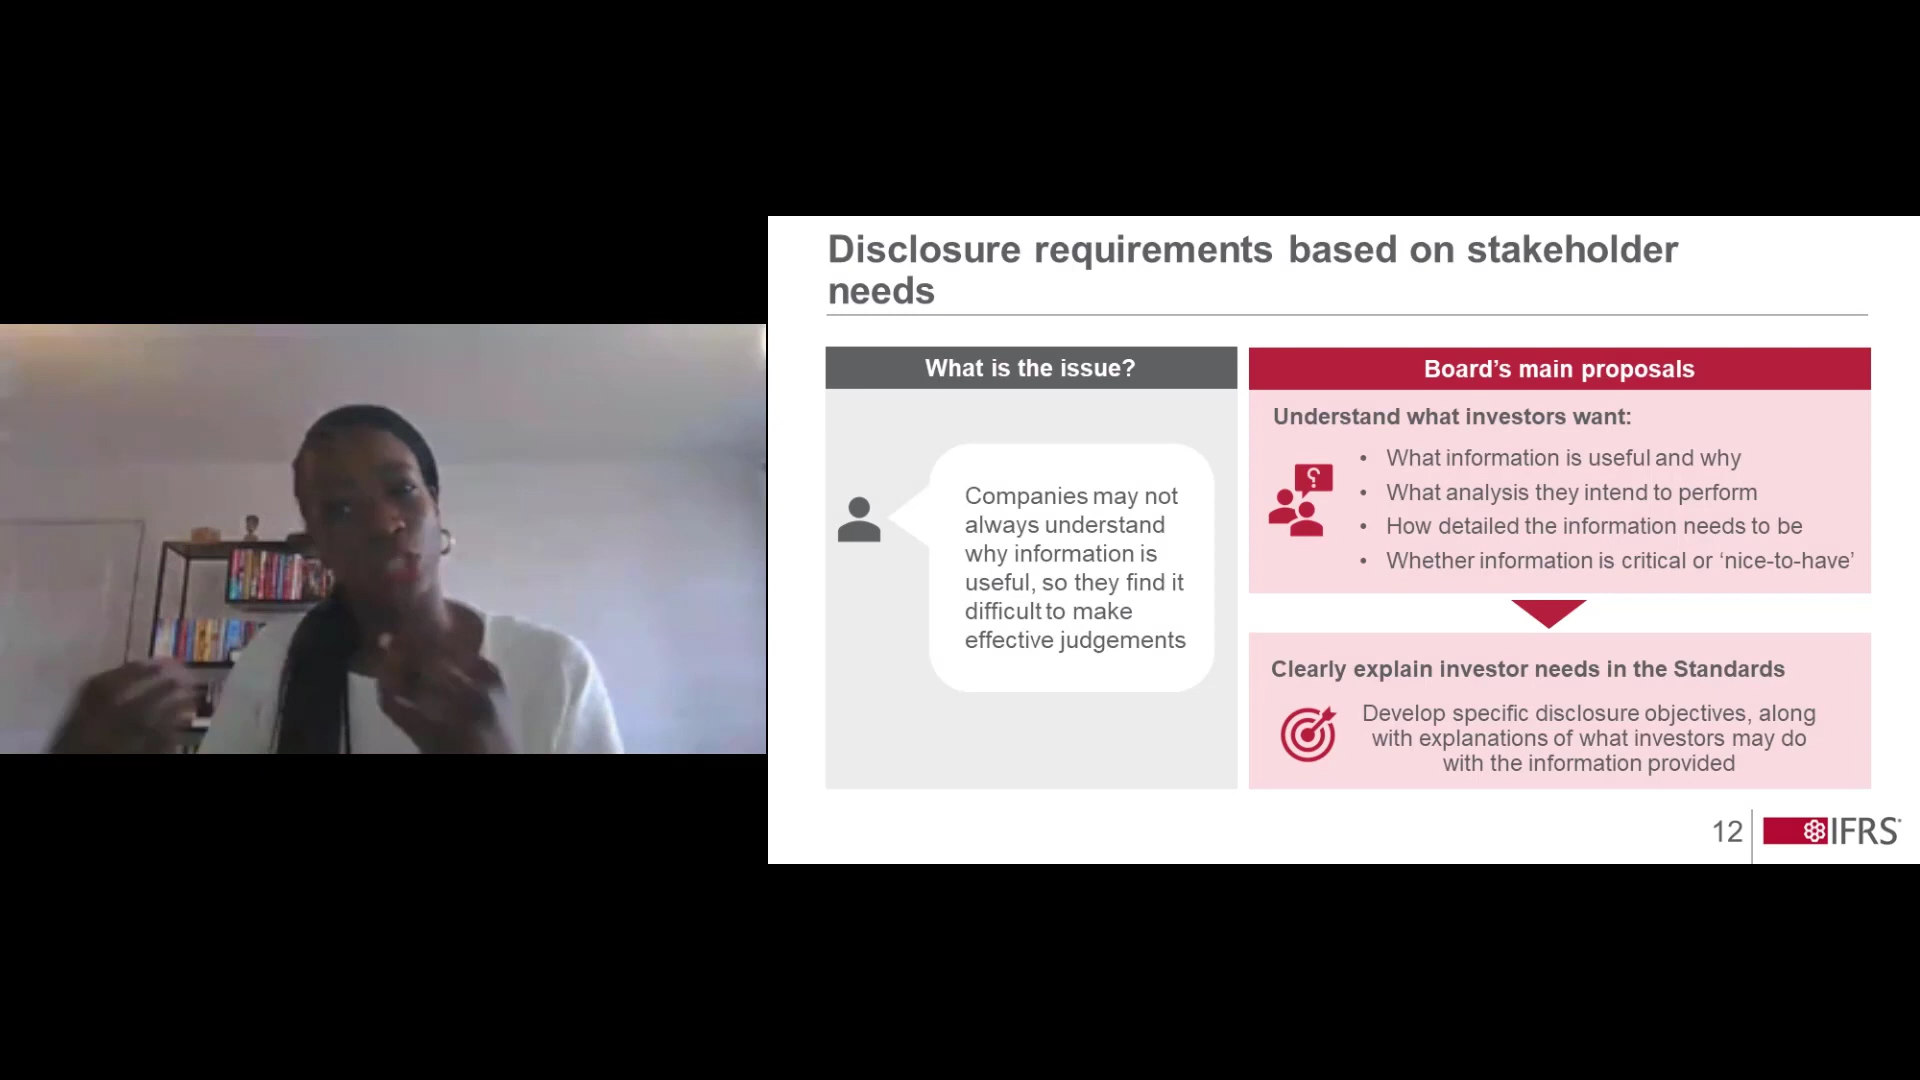 Disclosure requirements based on stakeholder
needs
What is the issue?
Companies may not
always understand
why information is
useful, so they find it
difficult to make
effective judgements
Board’s main proposals
Understand what investors want:
• What information is useful and why
• What analysis they intend to perform
• How detailed the information needs to be
• Whether information is critical or ‘nice-to-have’
Clearly explain investor needs in the Standards
Develop specific disclosure objectives, along
with explanations of what investors may do
with the information provided
12
IFRS®